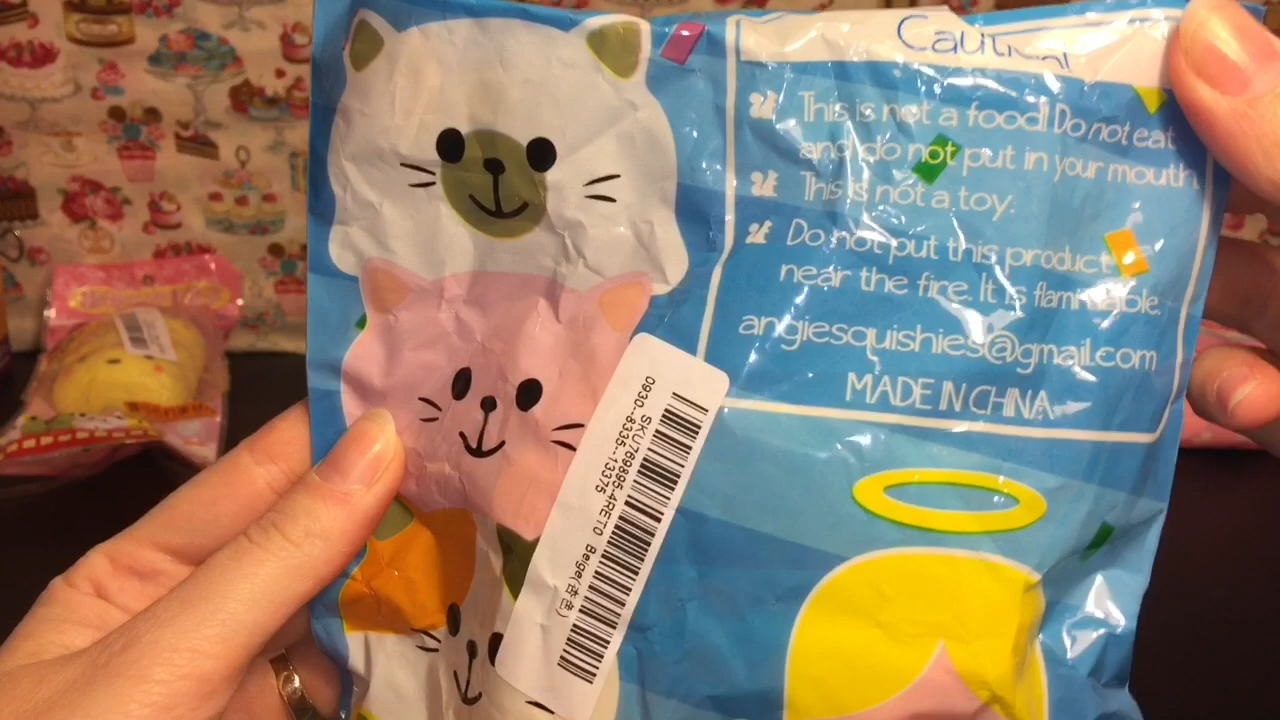 Caution!
This is not a food! Do not eat
and do not put in your mouth
This is not a toy.
Do not put this product
near the fire. It is flammable.
angiesquishies@gmail.com
MADE IN CHINA
SKU769895-4RETO Beige(杏色)
0930--8335--13375